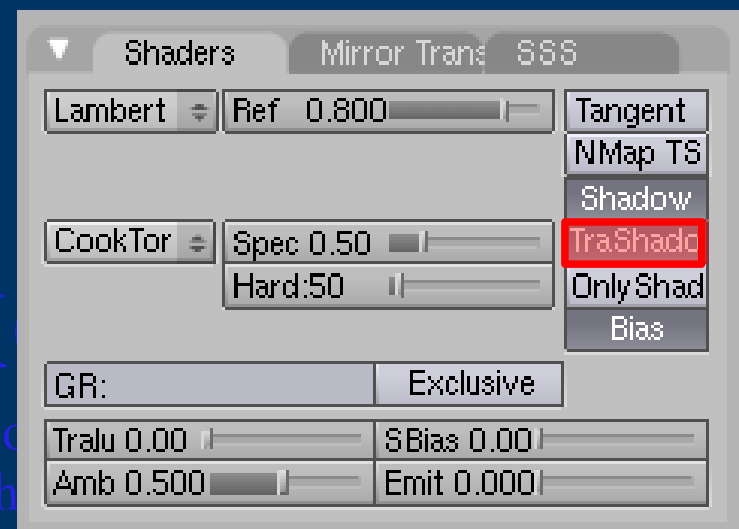 Shaders Mirror Trans SSS
Lambert Ref 0.800 Tangent
NMap TS
Shadow
CookTor Spec 0.50 TraShado
Hard:50 OnlyShad
Bias
GR: Exclusive
Tralu 0.00 SBias 0.00
Amb 0.500 Emit 0.000